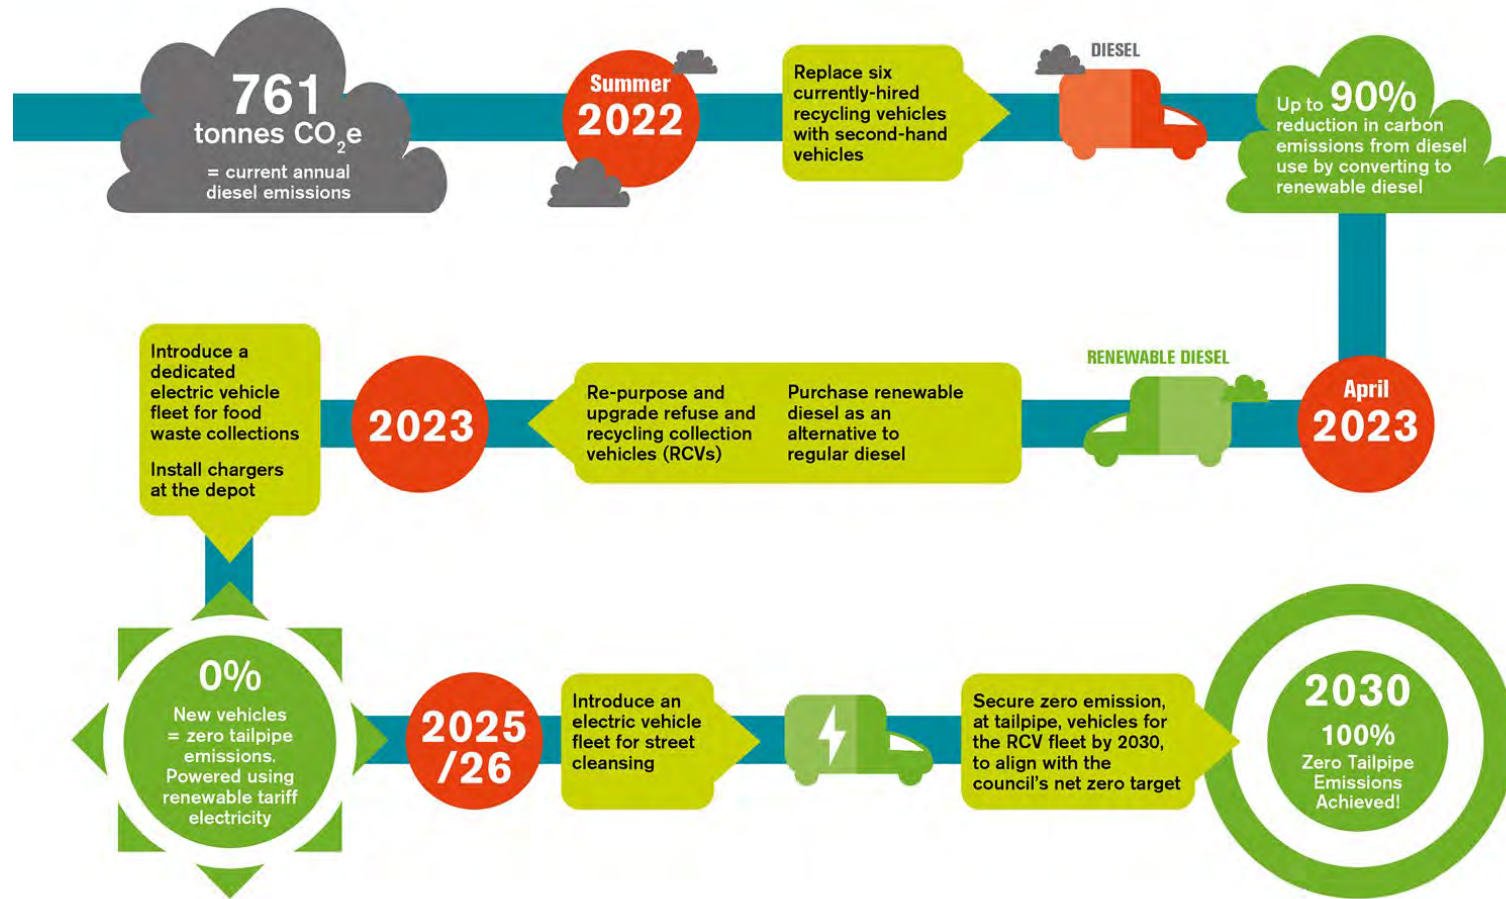 761
tonnes CO₂e
= current annual
diesel emissions
Summer
2022
Replace six
currently-hired
recycling vehicles
with second-hand
vehicles
DIESEL
Up to 90%
reduction in carbon
emissions from diesel
use by converting to
renewable diesel
April
2023
RENEWABLE DIESEL
Purchase renewable
diesel as an
alternative to
regular diesel
Re-purpose and
upgrade refuse and
recycling collection
vehicles (RCVs)
2023
Introduce a
dedicated
electric vehicle
fleet for food
waste collections
Install chargers
at the depot
0%
New vehicles
= zero tailpipe
emissions.
Powered using
renewable tariff
electricity
2025
/26
Introduce an
electric vehicle
fleet for street
cleansing
Secure zero emission,
at tailpipe, vehicles for
the RCV fleet by 2030,
to align with the
council's net zero target
2030
100%
Zero Tailpipe
Emissions
Achieved!